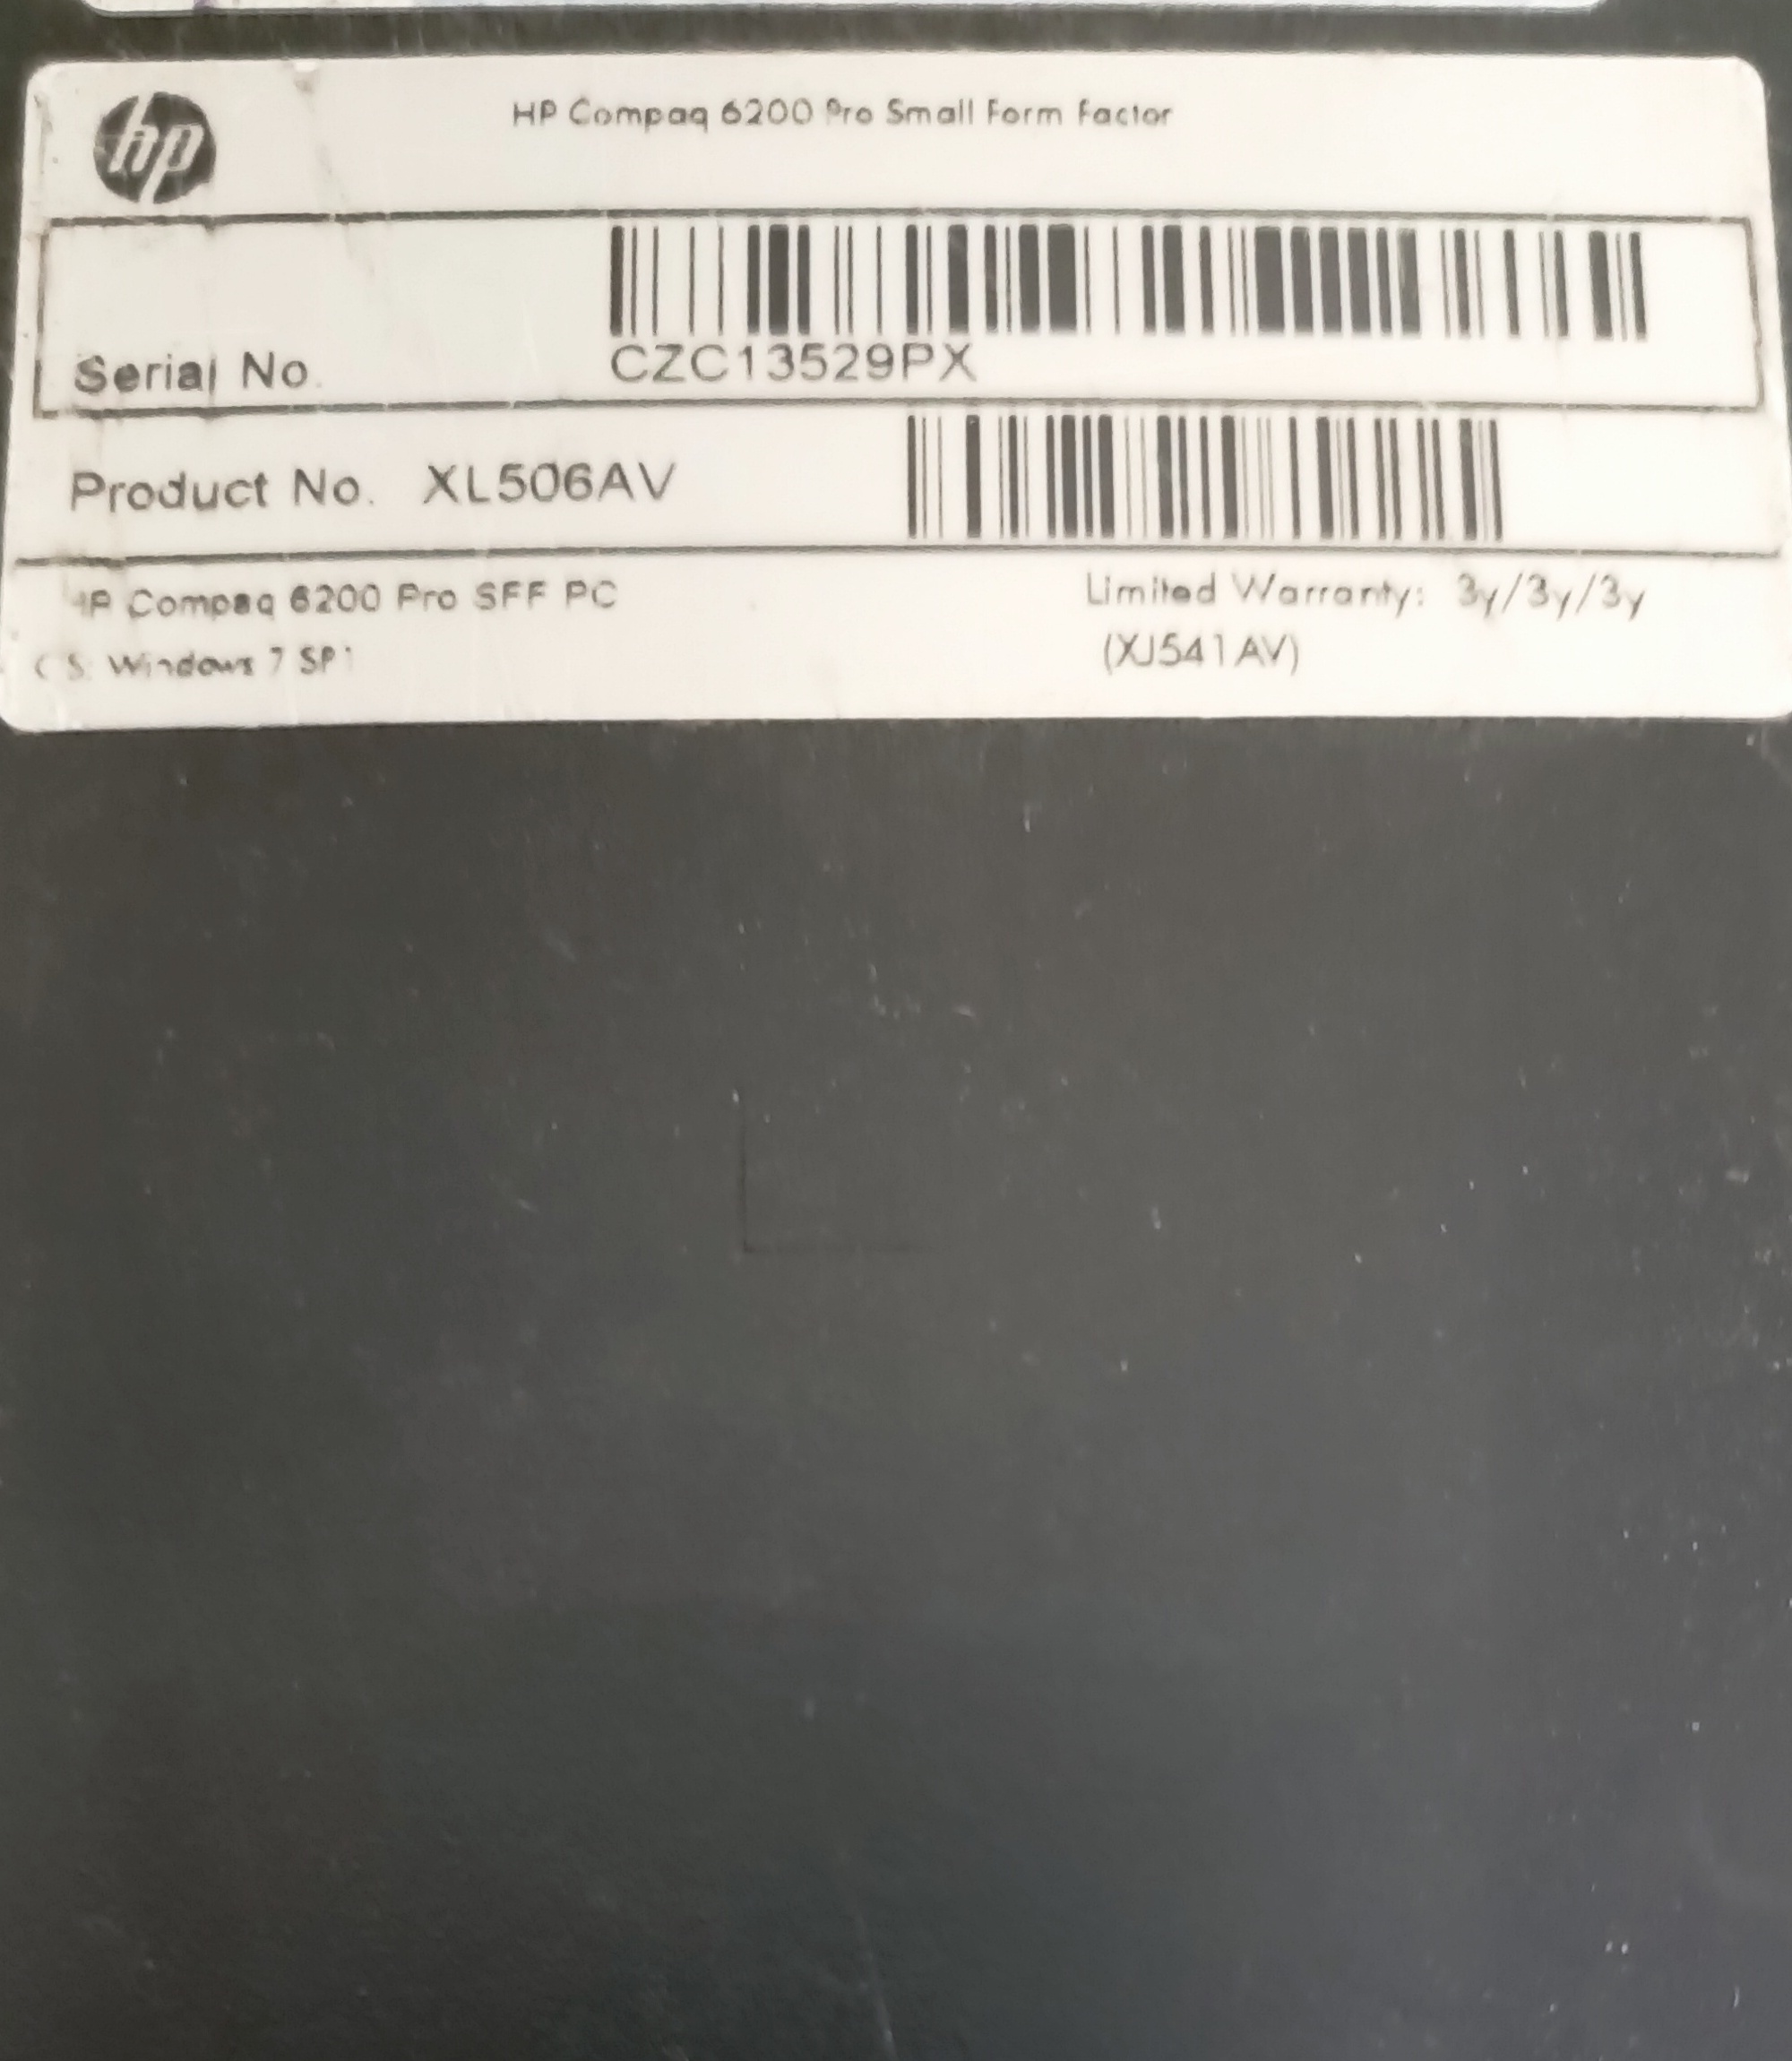 hp
HP Compaq 6200 Pro Small Form Factor
Serial No.
CZC13529PX
Product No. XL506AV
HP Compaq 6200 Pro SFF PC
Limited Warranty: 3y/3y/3y
OS: Windows 7 SP1
(XJ541AV)